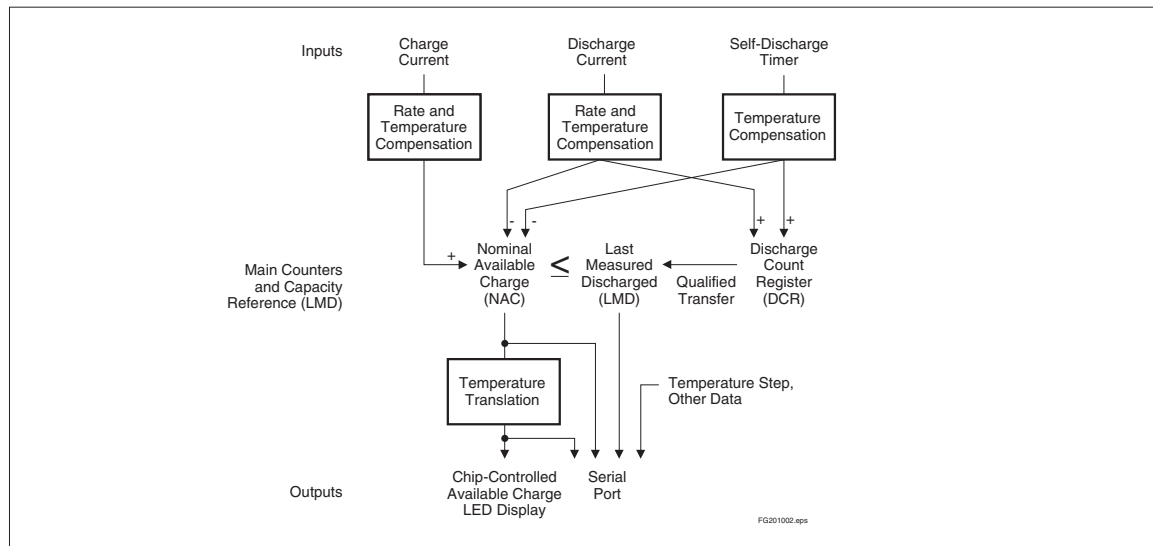 Inputs
Charge
Current
Discharge
Current
Self-Discharge
Timer
Rate and
Temperature
Compensation
Rate and
Temperature
Compensation
Temperature
Compensation
-
-
+
+
+
Main Counters
and Capacity
Reference (LMD)
Nominal
Available
Charge
(NAC)
≤
Last
Measured
Discharged
(LMD)
Qualified
Transfer
Discharge
Count
Register
(DCR)
Temperature
Translation
Temperature Step,
Other Data
Outputs
Chip-Controlled
Available Charge
LED Display
Serial
Port
FG201002.eps